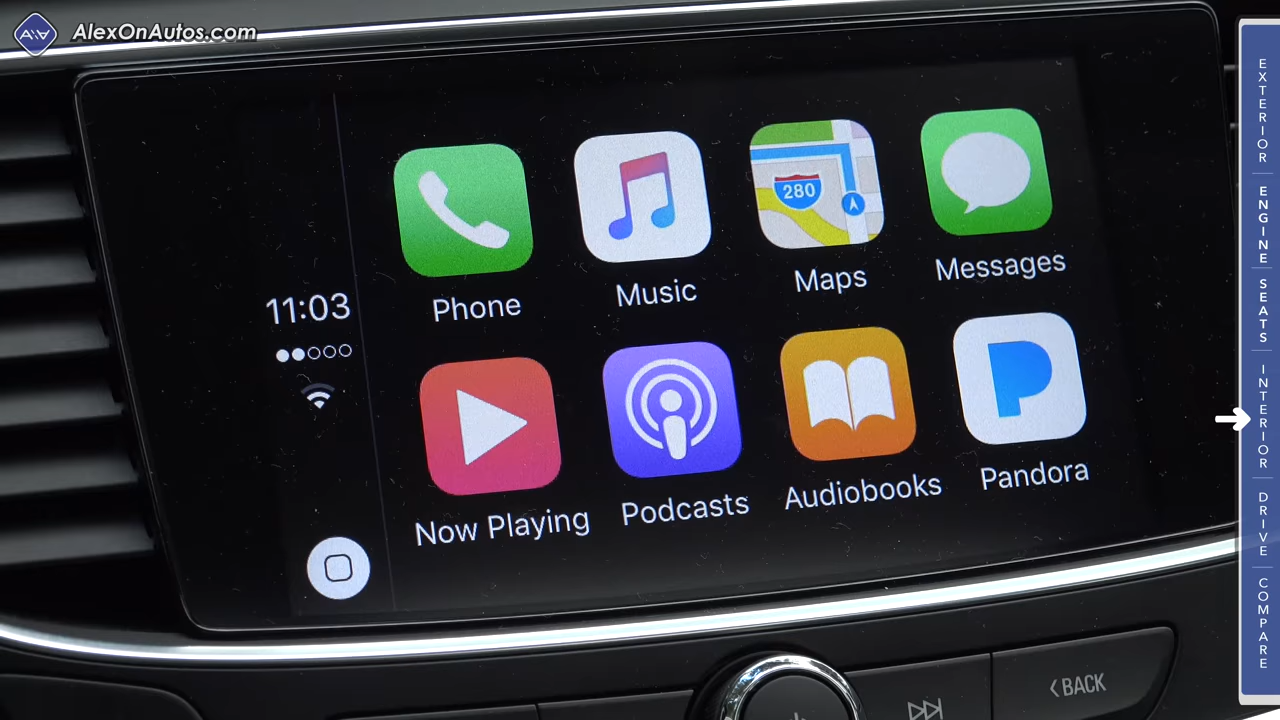 AlexOnAutos.com
11:03
Phone
Music
280
Maps
Messages
Now Playing
Podcasts
Audiobooks
Pandora
BACK
EXTERIOR
ENGINE
SEATS
INTERIOR
DRIVE
COMPARE